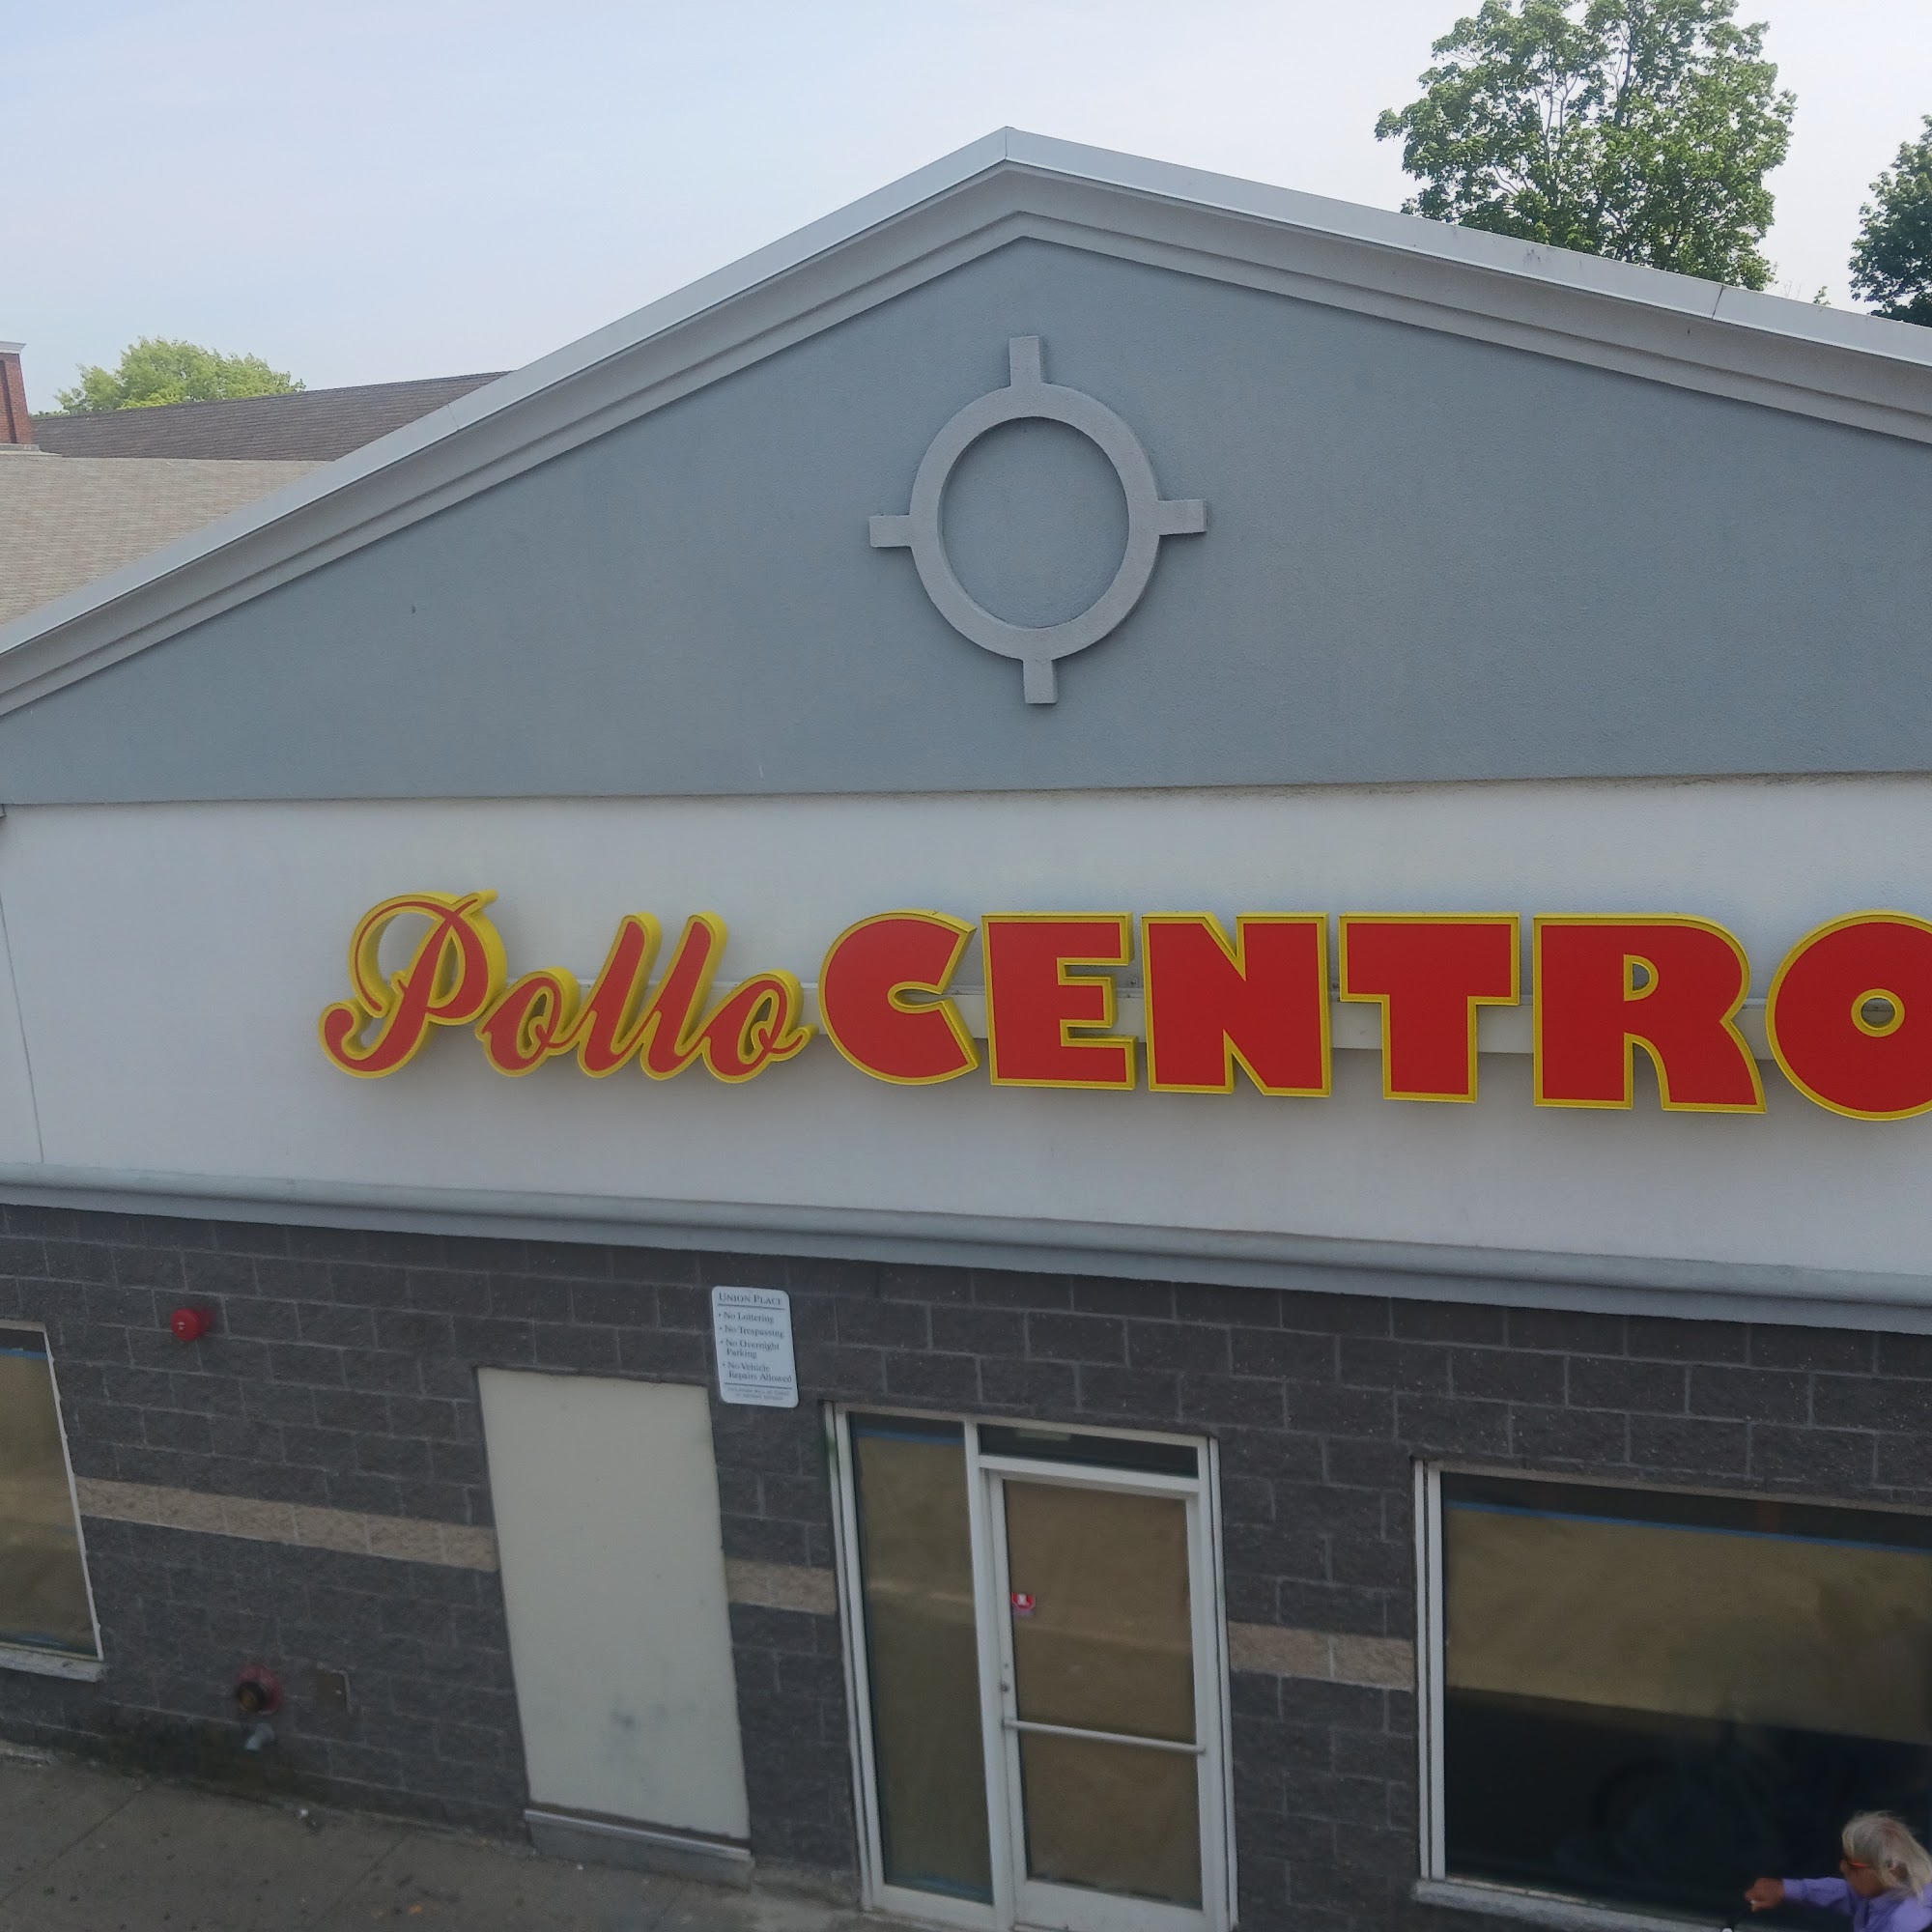 Pollo CENTRO
UNION PLACE
• No Loitering
• No Trespassing
• No Overnight
Parking
• No Vehicle
Repairs Allowed